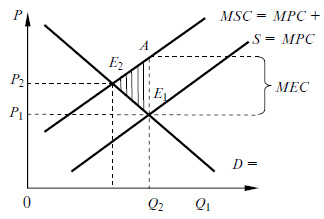 P
MSC = MPC +
S = MPC
A
E₂
P₂
E₁
MEC
P₁
D =
0
Q₂
Q₁